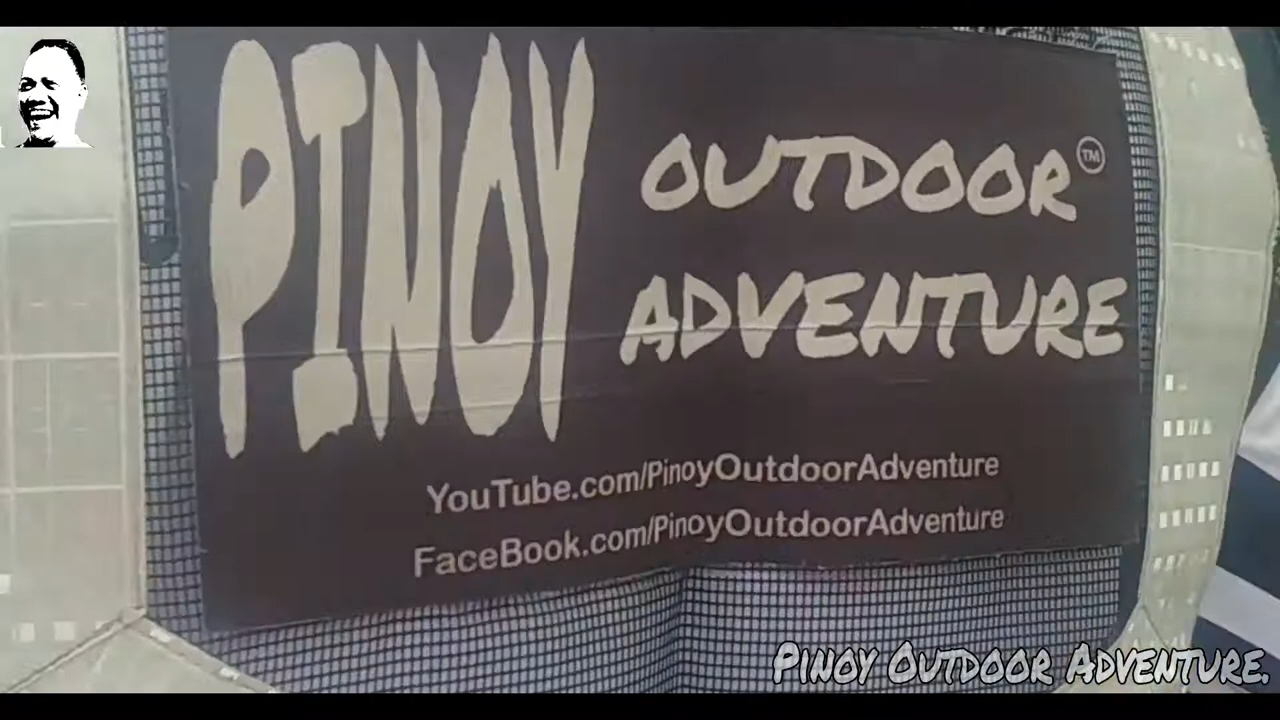 PINOY OUTDOOR™
ADVENTURE
YouTube.com/PinoyOutdoorAdventure
FaceBook.com/PinoyOutdoorAdventure
PINOY OUTDOOR ADVENTURE.